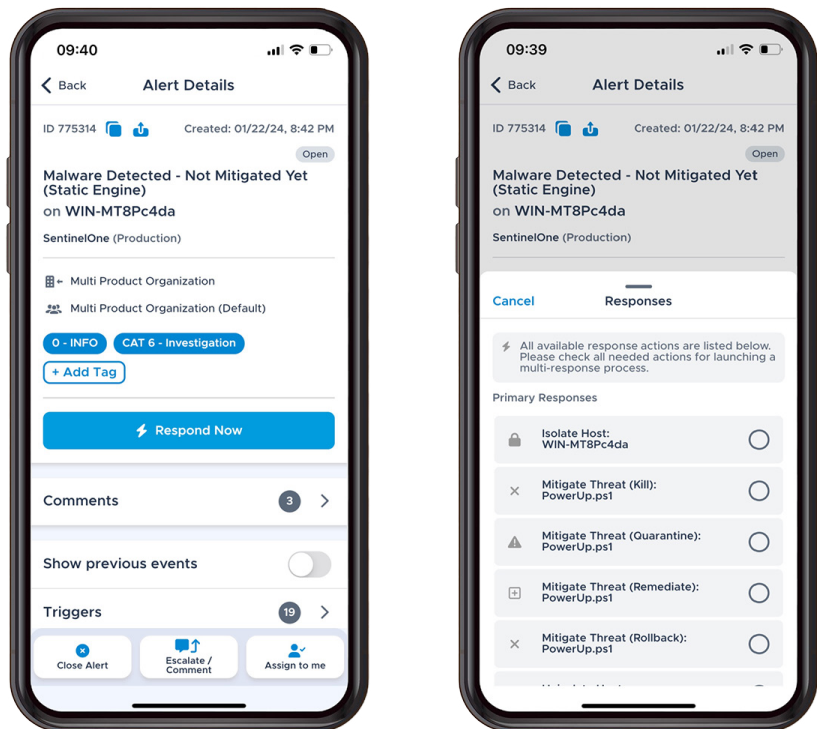 09:40
Back
Alert Details
ID 775314
Created: 01/22/24, 8:42 PM
Open
Malware Detected - Not Mitigated Yet
(Static Engine)
on WIN-MT8Pc4da
SentinelOne (Production)
Multi Product Organization
Multi Product Organization (Default)
0 - INFO
CAT 6 - Investigation
+ Add Tag
Respond Now
Comments
3
Show previous events
Triggers
19
Close Alert
Escalate /
Comment
Assign to me
09:39
Back
Alert Details
ID 775314
Created: 01/22/24, 8:42 PM
Open
Malware Detected - Not Mitigated Yet
(Static Engine)
on WIN-MT8Pc4da
SentinelOne (Production)
Cancel
Responses
All available response actions are listed below.
Please check all needed actions for launching a
multi-response process.
Primary Responses
Isolate Host:
WIN-MT8Pc4da
Mitigate Threat (Kill):
PowerUp.ps1
Mitigate Threat (Quarantine):
PowerUp.ps1
Mitigate Threat (Remediate):
PowerUp.ps1
Mitigate Threat (Rollback):
PowerUp.ps1